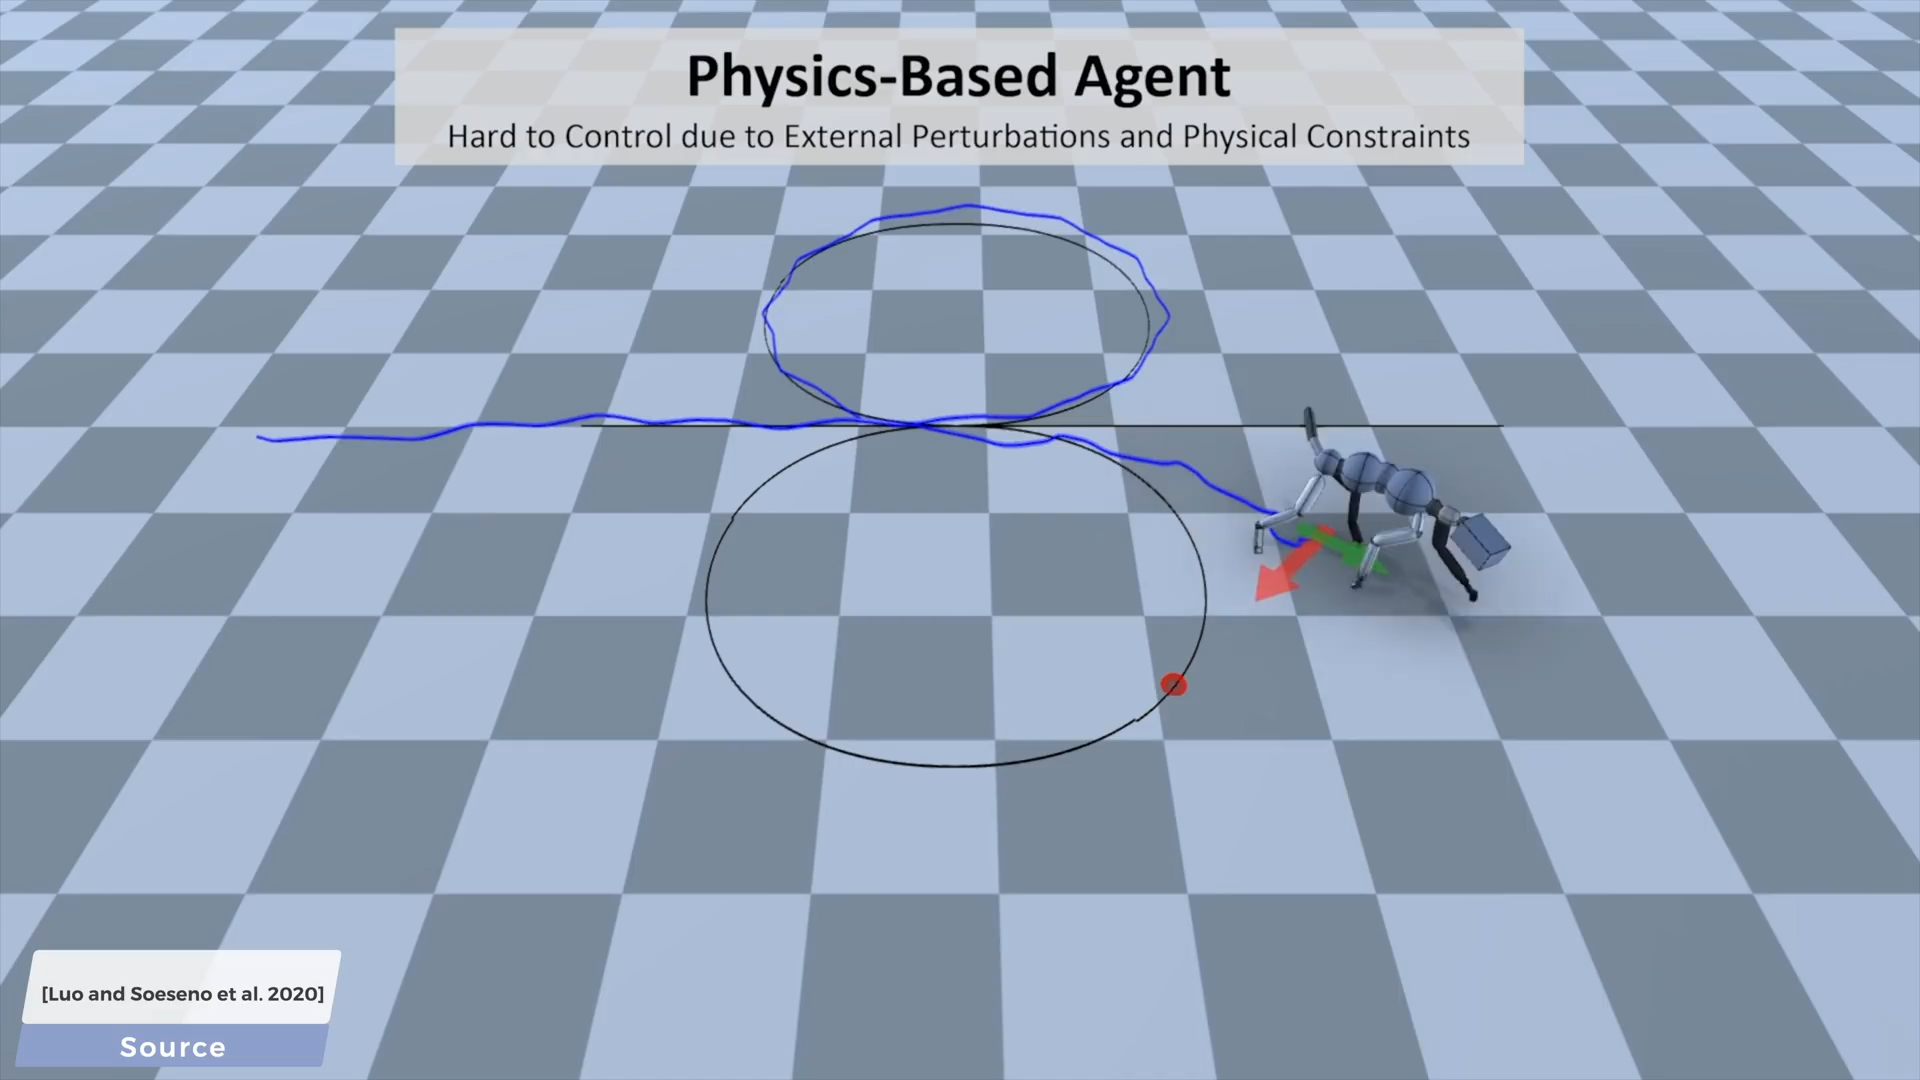 Physics-Based Agent
Hard to Control due to External Perturbations and Physical Constraints
[Luo and Soeseno et al. 2020]
Source